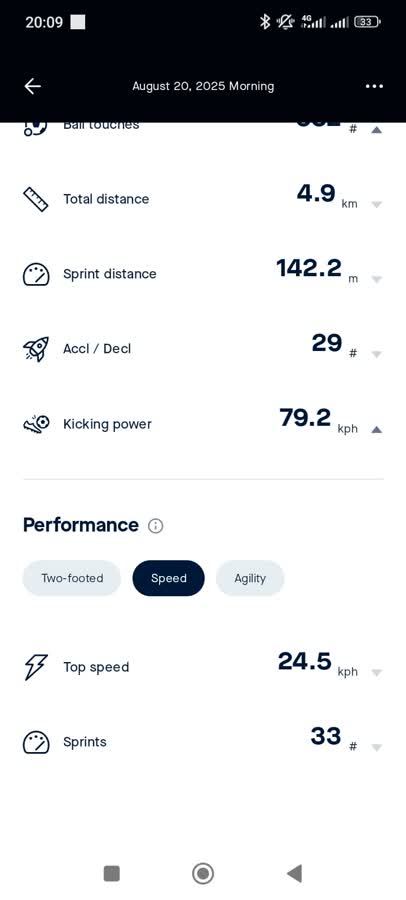 20:09 4G 33
August 20, 2025 Morning
Ball touches #
Total distance 4.9 km
Sprint distance 142.2 m
Accl / Decl 29 #
Kicking power 79.2 kph
Performance
Two-footed Speed Agility
Top speed 24.5 kph
Sprints 33 #